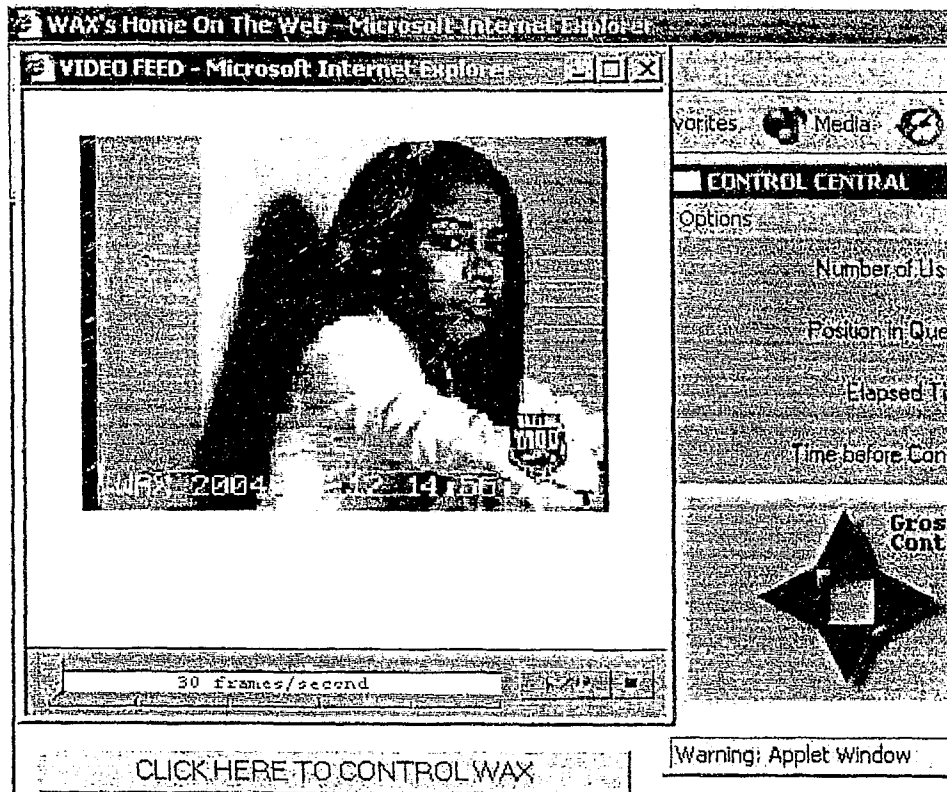 WAX's Home On The Web - Microsoft Internet Explorer
VIDEO FEED - Microsoft Internet Explorer
vorites Media
CONTROL CENTRAL
Options
Number of Us
Position in Que
Elapsed Ti
Time before Con
WAX 2004
Gros
Cont
30 frames/second
Warning: Applet Window
CLICK HERE TO CONTROL WAX